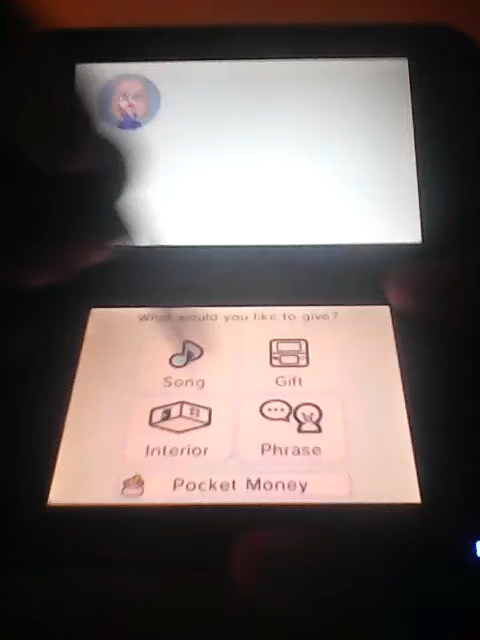 What would you like to give?
Song
Gift
Interior
Phrase
Pocket Money